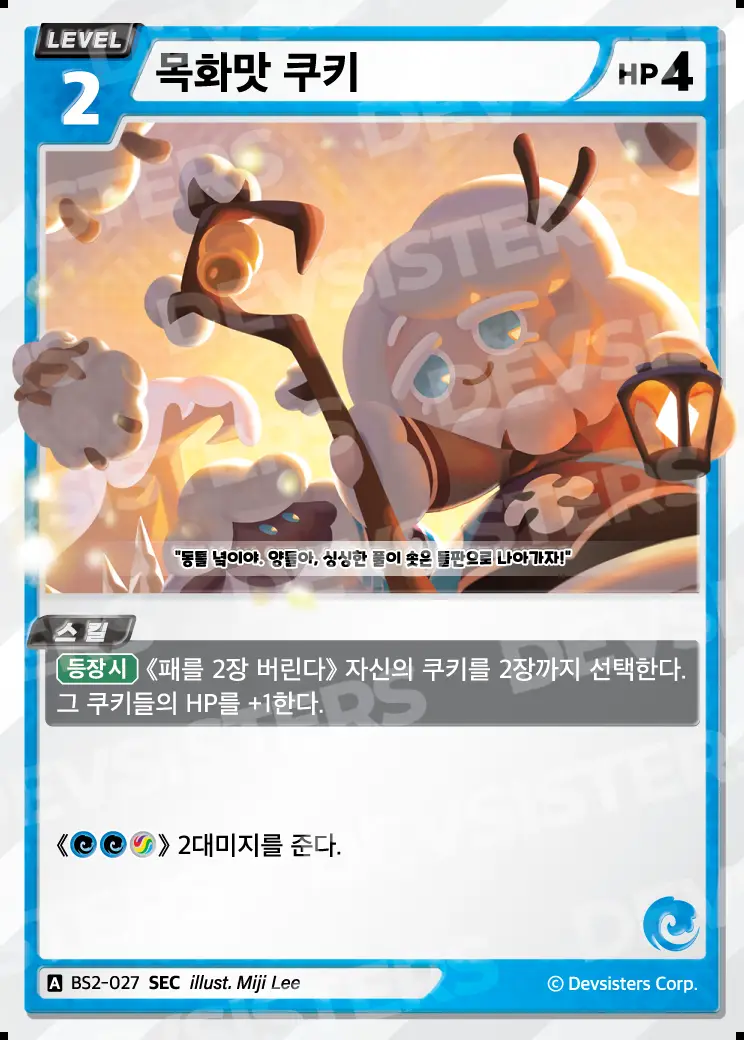 LEVEL
2
목화맛 쿠키
HP 4
"동틀 녘이야. 양들아, 싱싱한 풀이 솟은 들판으로 나아가자!"
스킬
등장시 《패를 2장 버린다》 자신의 쿠키를 2장까지 선택한다.
그 쿠키들의 HP를 +1한다.
《》 2대미지를 준다.
A BS2-027 SEC illust. Miji Lee
© Devsisters Corp.
DEVSISTERS